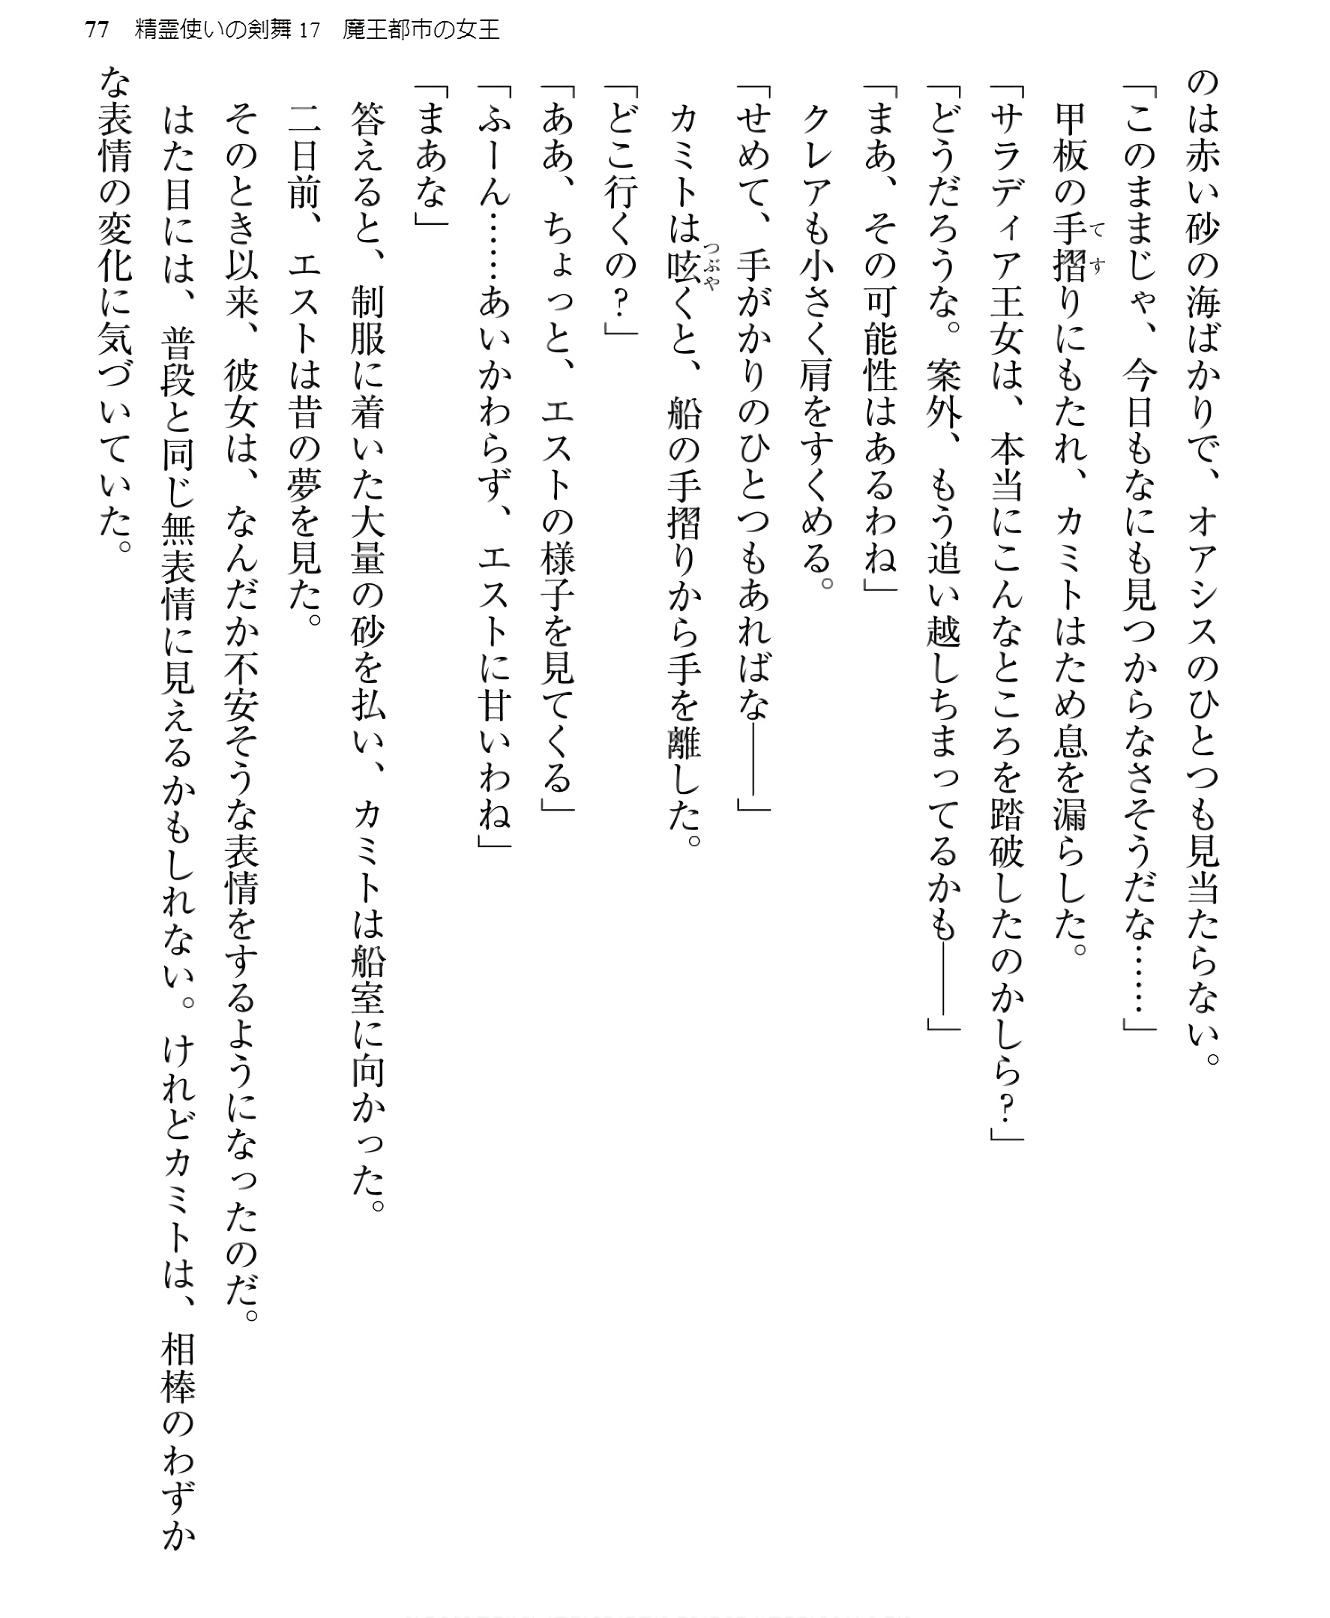 77　精霊使いの剣舞 17　魔王都市の女王
のは赤い砂の海ばかりで、オアシスのひとつも見当たらない。
「このままじゃ、今日もなにも見つからなさそうだな……」
甲板の手摺りにもたれ、カミトはため息を漏らした。
「サラディア王女は、本当にこんなところを踏破したのかしら？」
「どうだろうな。案外、もう追い越しちまってるかも――」
「まあ、その可能性はあるわね」
クレアも小さく肩をすくめる。
「せめて、手がかりのひとつもあればな――」
カミトは呟くと、船の手摺りから手を離した。
「どこ行くの？」
「ああ、ちょっと、エストの様子を見てくる」
「ふーん……あいかわらず、エストに甘いわね」
「まあな」
答えると、制服に着いた大量の砂を払い、カミトは船室に向かった。
二日前、エストは昔の夢を見た。
そのとき以来、彼女は、なんだか不安そうな表情をするようになったのだ。
はた目には、普段と同じ無表情に見えるかもしれない。けれどカミトは、相棒のわずか
な表情の変化に気づいていた。